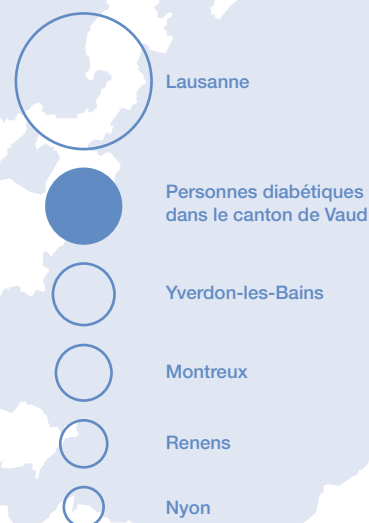 Lausanne
Personnes diabétiques
dans le canton de Vaud
Yverdon-les-Bains
Montreux
Renens
Nyon